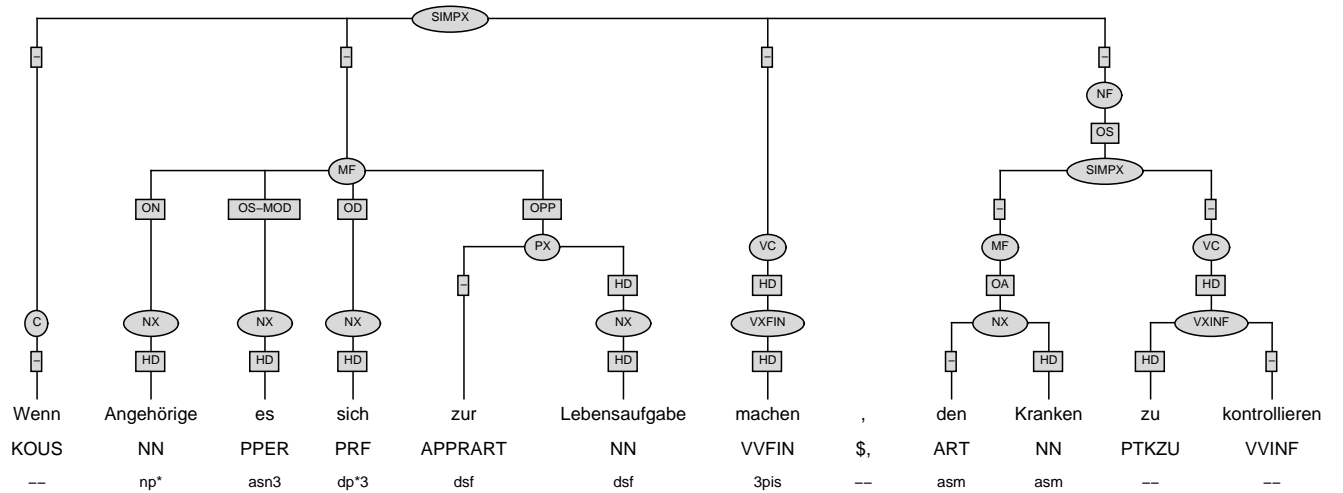 SIMPX
– – – –
NF
OS
MF SIMPX
ON OS–MOD OD OPP – –
PX VC MF VC
– HD HD OA HD
C NX NX NX NX VXFIN NX VXINF
– HD HD HD HD HD – HD HD –
Wenn Angehörige es sich zur Lebensaufgabe machen , den Kranken zu kontrollieren
KOUS NN PPER PRF APPRART NN VVFIN $, ART NN PTKZU VVINF
–– np* asn3 dp*3 dsf dsf 3pis –– asm asm –– ––